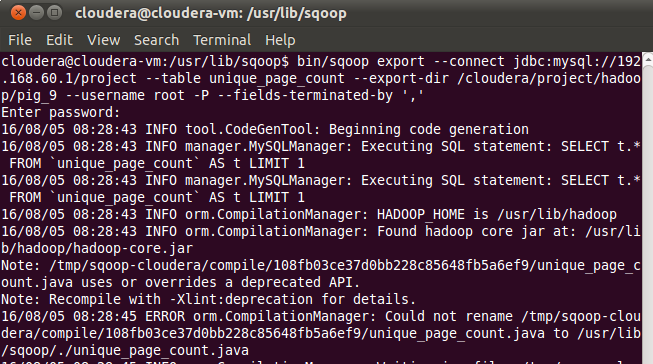 cloudera@cloudera-vm: /usr/lib/sqoop
File Edit View Search Terminal Help
cloudera@cloudera-vm:/usr/lib/sqoop$ bin/sqoop export --connect jdbc:mysql://192
.168.60.1/project --table unique_page_count --export-dir /cloudera/project/hadoo
p/pig_9 --username root -P --fields-terminated-by ','
Enter password:
16/08/05 08:28:43 INFO tool.CodeGenTool: Beginning code generation
16/08/05 08:28:43 INFO manager.MySQLManager: Executing SQL statement: SELECT t.*
 FROM `unique_page_count` AS t LIMIT 1
16/08/05 08:28:43 INFO manager.MySQLManager: Executing SQL statement: SELECT t.*
 FROM `unique_page_count` AS t LIMIT 1
16/08/05 08:28:43 INFO orm.CompilationManager: HADOOP_HOME is /usr/lib/hadoop
16/08/05 08:28:43 INFO orm.CompilationManager: Found hadoop core jar at: /usr/li
b/hadoop/hadoop-core.jar
Note: /tmp/sqoop-cloudera/compile/108fb03ce37d0bb228c85648fb5a6ef9/unique_page_c
ount.java uses or overrides a deprecated API.
Note: Recompile with -Xlint:deprecation for details.
16/08/05 08:28:45 ERROR orm.CompilationManager: Could not rename /tmp/sqoop-clou
dera/compile/108fb03ce37d0bb228c85648fb5a6ef9/unique_page_count.java to /usr/lib
/sqoop/./unique_page_count.java